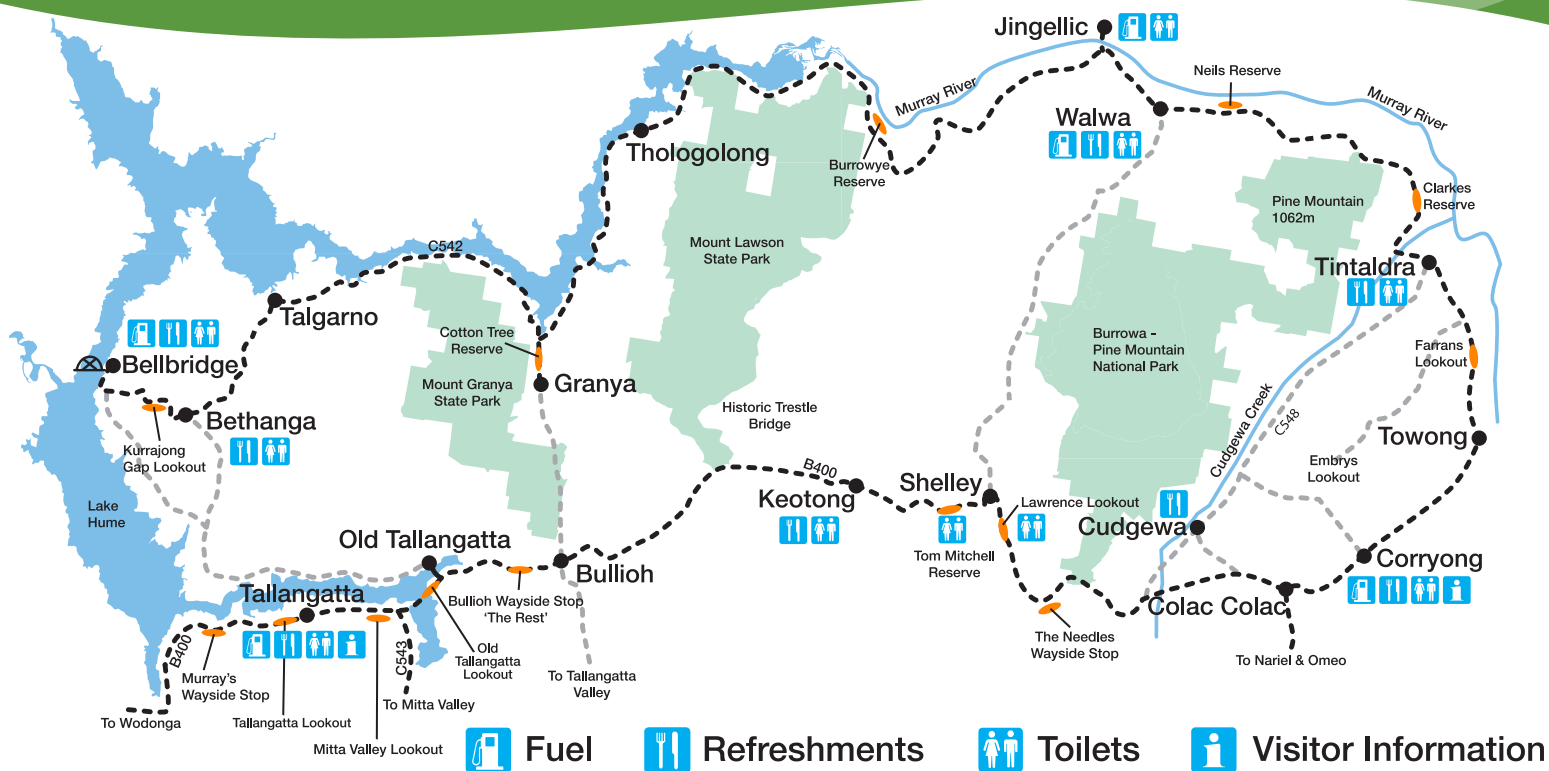 Jingellic
Neils Reserve
Murray River
Murray River
Walwa
Thologolong
Burrowye
Reserve
Clarkes
Reserve
Pine Mountain
1062m
Mount Lawson
State Park
C542
Tintaldra
Talgarno
Cotton Tree
Reserve
Burrowa -
Pine Mountain
National Park
Farrans
Lookout
Bellbridge
Granya
Mount Granya
State Park
Historic Trestle
Bridge
Cudgewa Creek
C548
Bethanga
Towong
Kurrajong
Gap Lookout
Embrys
Lookout
B400
Keotong
Shelley
Lake
Hume
Lawrence Lookout
Cudgewa
Old Tallangatta
Tom Mitchell
Reserve
Corryong
Bullioh
Tallangatta
Bullioh Wayside Stop
'The Rest'
Colac Colac
The Needles
Wayside Stop
B400
C543
Old
Tallangatta
Lookout
To Nariel & Omeo
Murray's
Wayside Stop
To Tallangatta
Valley
To Mitta Valley
To Wodonga
Tallangatta Lookout
Mitta Valley Lookout
Fuel
Refreshments
Toilets
Visitor Information